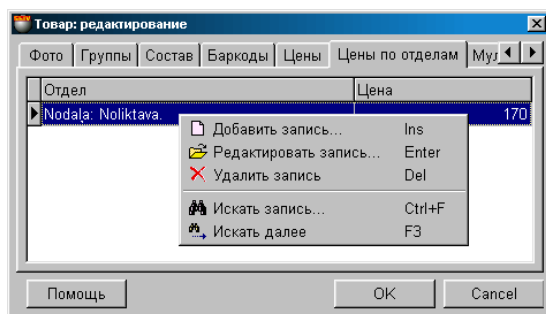 Товар: редактирование
Фото Группы Состав Баркоды Цены Цены по отделам Мул
Отдел Цена
Nodaļa: Noliktava. 170
Добавить запись... Ins
Редактировать запись... Enter
Удалить запись Del
Искать запись... Ctrl+F
Искать далее F3
Помощь OK Cancel